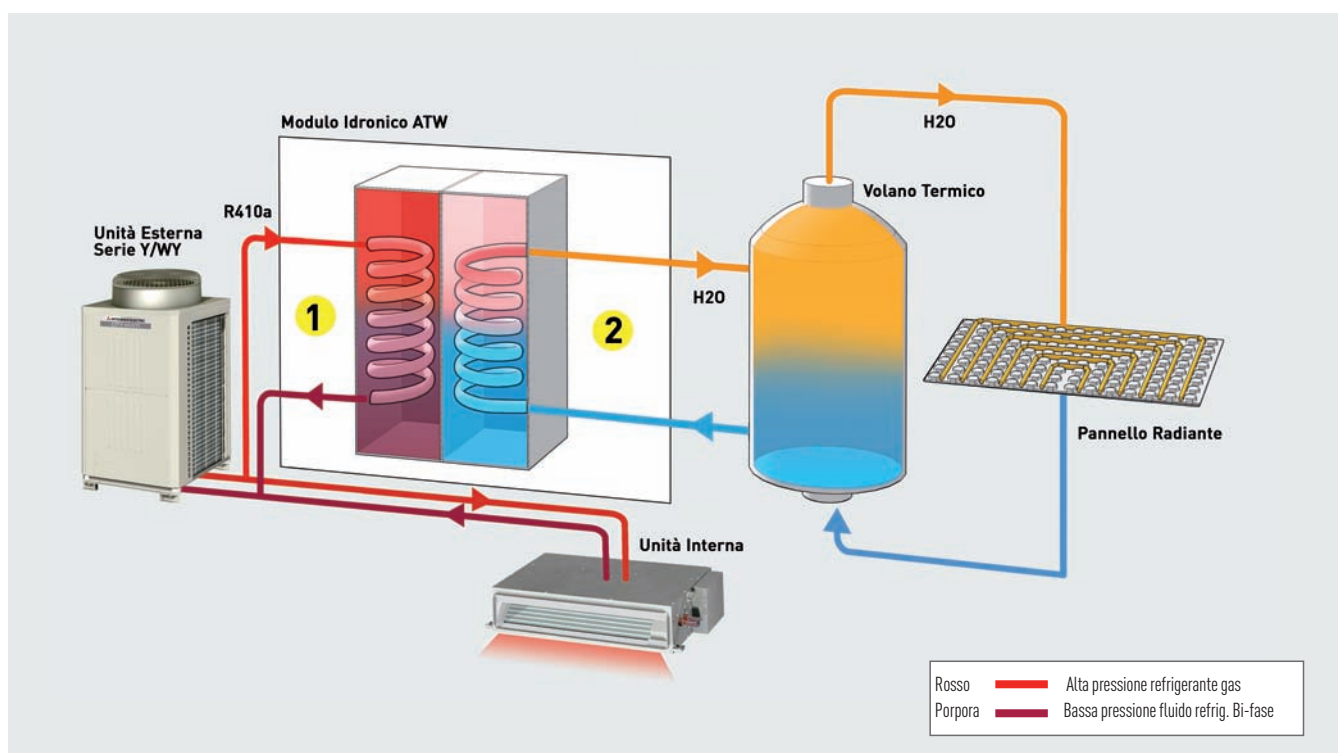 Modulo Idronico ATW
H2O
Volano Termico
R410a
Unità Esterna
Serie Y/WY
H2O
1
2
Pannello Radiante
Unità Interna
Rosso Alta pressione refrigerante gas
Porpora Bassa pressione fluido refrig. Bi-fase